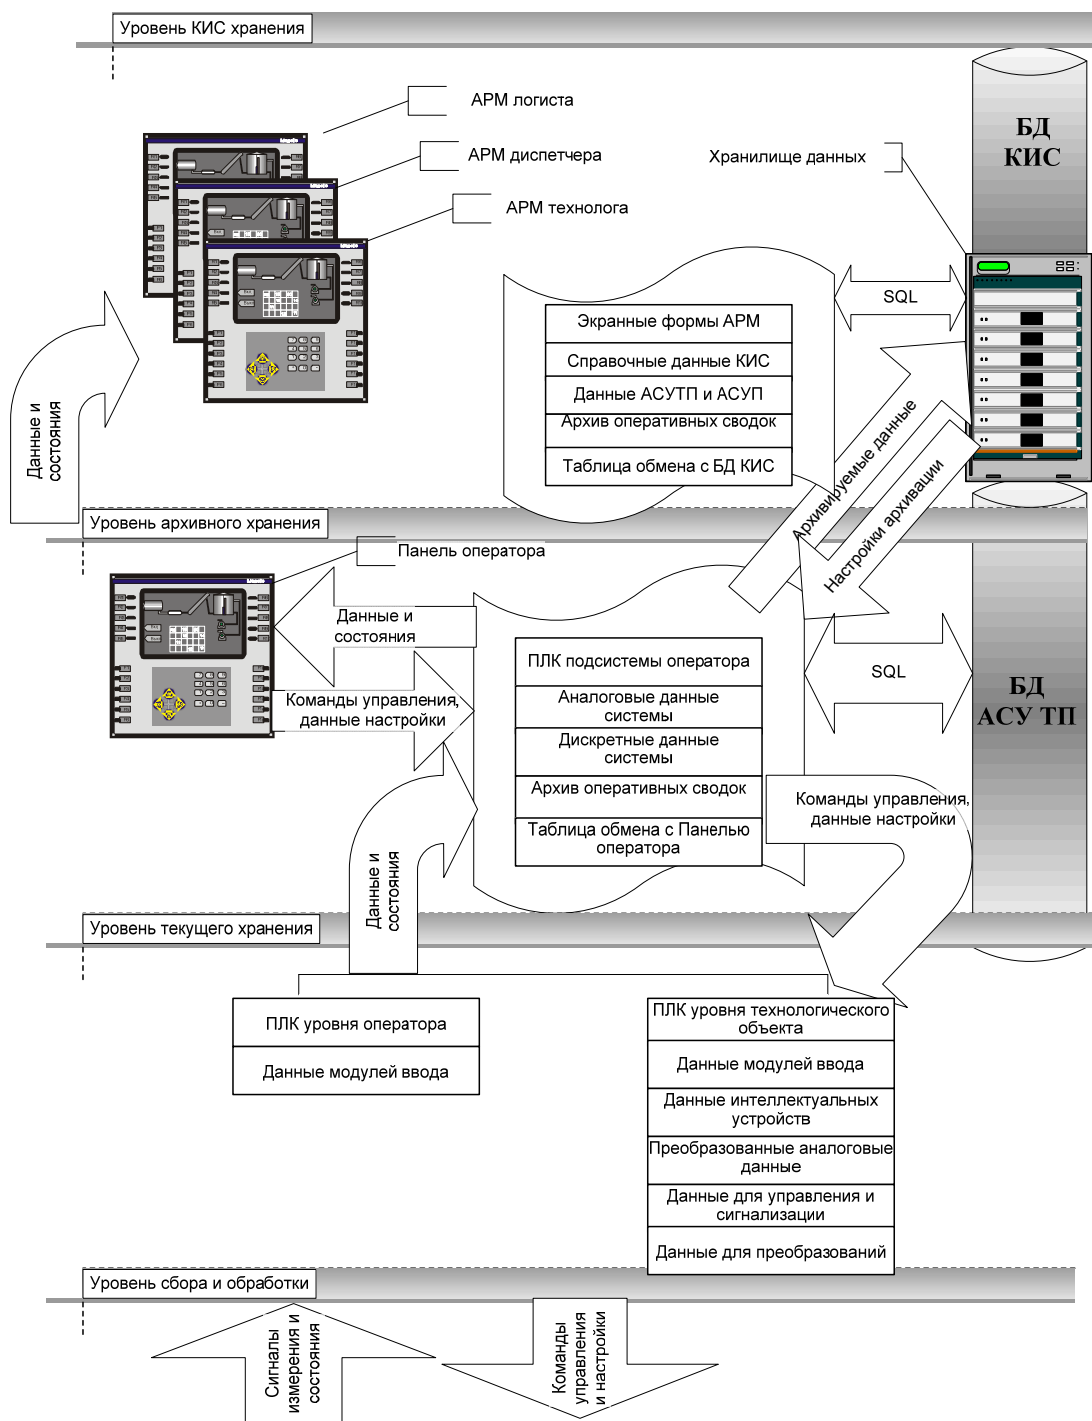 Уровень КИС хранения
АРМ логиста
АРМ диспетчера
АРМ технолога
Хранилище данных
БД
КИС
SQL
Экранные формы АРМ
Справочные данные КИС
Данные АСУТП и АСУП
Архив оперативных сводок
Таблица обмена с БД КИС
Данные и
состояния
Архивируемые данные
Настройки архивации
Уровень архивного хранения
Панель оператора
Данные и
состояния
Команды управления,
данные настройки
ПЛК подсистемы оператора
Аналоговые данные
системы
Дискретные данные
системы
Архив оперативных сводок
Таблица обмена с Панелью
оператора
SQL
БД
АСУ ТП
Команды управления,
данные настройки
Данные и
состояния
Уровень текущего хранения
ПЛК уровня оператора
Данные модулей ввода
ПЛК уровня технологического
объекта
Данные модулей ввода
Данные интеллектуальных
устройств
Преобразованные аналоговые
данные
Данные для управления и
сигнализации
Данные для преобразований
Уровень сбора и обработки
Сигналы
измерения и
состояния
Команды
управления
и настройки